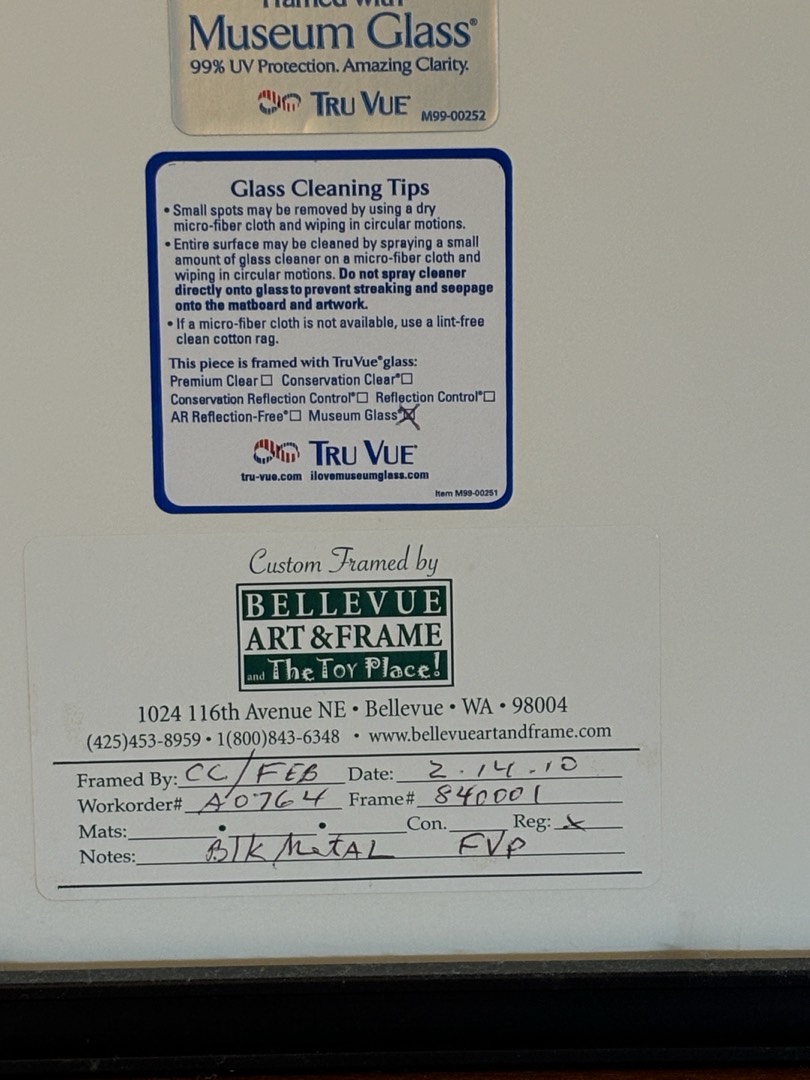 Framed with
Museum Glass®
99% UV Protection. Amazing Clarity.
TRU VUE® M99-00252
Glass Cleaning Tips
• Small spots may be removed by using a dry
micro-fiber cloth and wiping in circular motions.
• Entire surface may be cleaned by spraying a small
amount of glass cleaner on a micro-fiber cloth and
wiping in circular motions. Do not spray cleaner
directly onto glass to prevent streaking and seepage
onto the matboard and artwork.
• If a micro-fiber cloth is not available, use a lint-free
clean cotton rag.
This piece is framed with TruVue® glass:
Premium Clear☐ Conservation Clear®☐
Conservation Reflection Control®☐ Reflection Control®☐
AR Reflection-Free®☐ Museum Glass®☒
TRU VUE®
tru-vue.com ilovemuseumglass.com
Item M99-00251
Custom Framed by
BELLEVUE
ART & FRAME
and The Toy Place!
1024 116th Avenue NE • Bellevue • WA • 98004
(425)453-8959 • 1(800)843-6348 • www.bellevueartandframe.com
Framed By: CC/FEB Date: 2.14.10
Workorder# A0764 Frame# 840001
Mats: • • Con. Reg: x
Notes: Blk Metal FVP